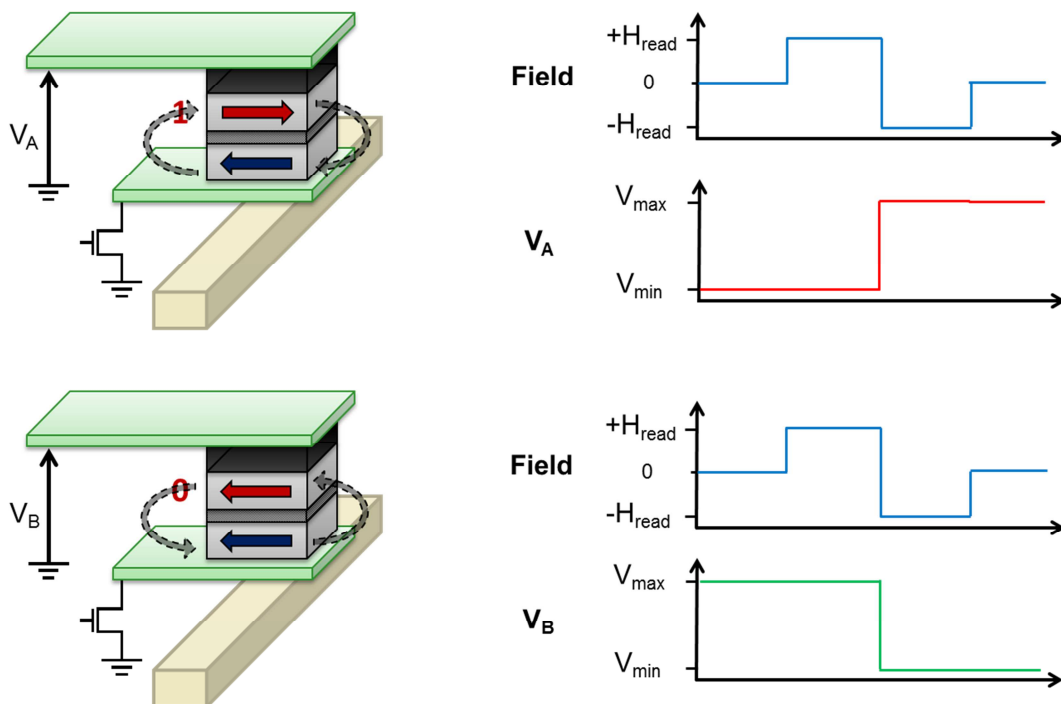 V_A
1
Field
+H_read
0
-H_read
V_A
V_max
V_min
V_B
0
Field
+H_read
0
-H_read
V_B
V_max
V_min